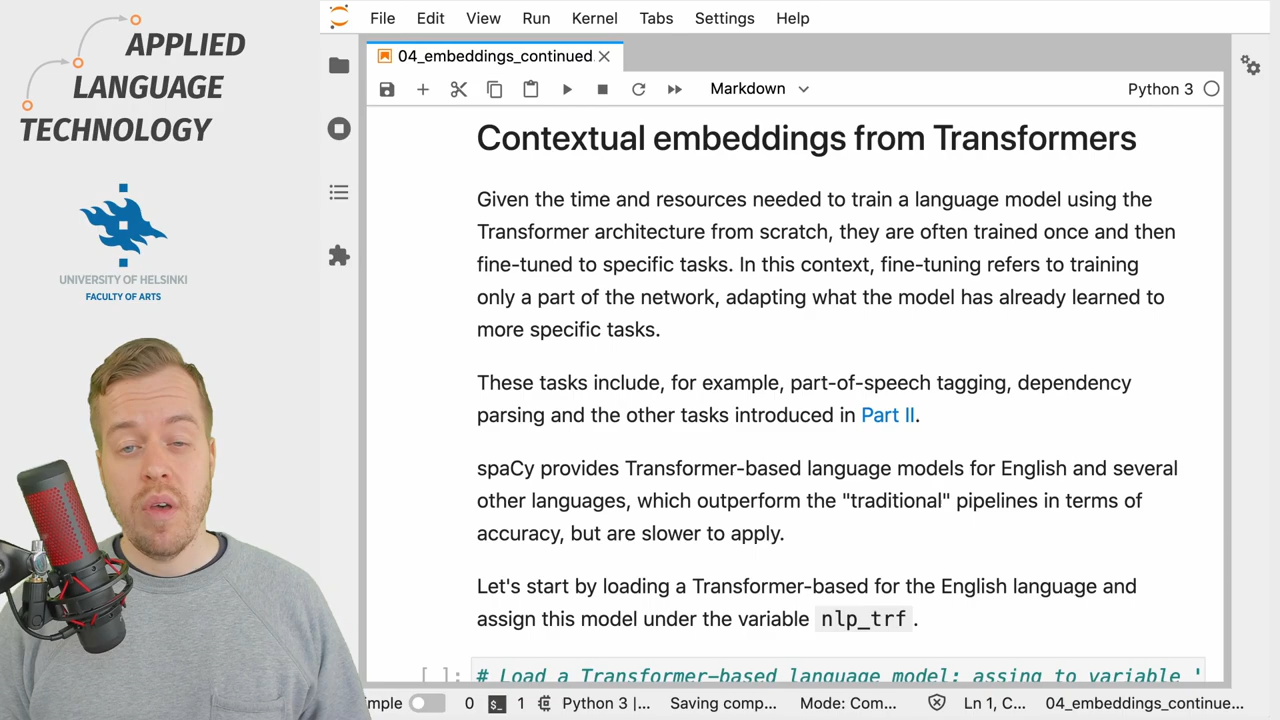 APPLIED
LANGUAGE
TECHNOLOGY
UNIVERSITY OF HELSINKI
FACULTY OF ARTS
File Edit View Run Kernel Tabs Settings Help
04_embeddings_continued
Markdown
Python 3
Contextual embeddings from Transformers
Given the time and resources needed to train a language model using the
Transformer architecture from scratch, they are often trained once and then
fine-tuned to specific tasks. In this context, fine-tuning refers to training
only a part of the network, adapting what the model has already learned to
more specific tasks.
These tasks include, for example, part-of-speech tagging, dependency
parsing and the other tasks introduced in Part II.
spaCy provides Transformer-based language models for English and several
other languages, which outperform the "traditional" pipelines in terms of
accuracy, but are slower to apply.
Let's start by loading a Transformer-based for the English language and
assign this model under the variable nlp_trf.
[ ]: # Load a Transformer-based language model; assing to variable '
mple 0 $_ 1 Python 3 |... Saving comp... Mode: Com... Ln 1, C... 04_embeddings_continue...